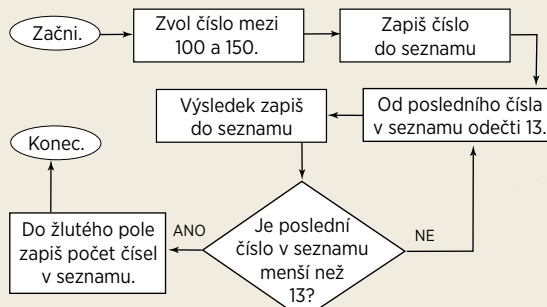 Začni.
Zvol číslo mezi
100 a 150.
Zapiš číslo
do seznamu
Od posledního čísla
v seznamu odečti 13.
Výsledek zapiš
do seznamu
Je poslední
číslo v seznamu
menší než
13?
NE
ANO
Do žlutého pole
zapiš počet čísel
v seznamu.
Konec.